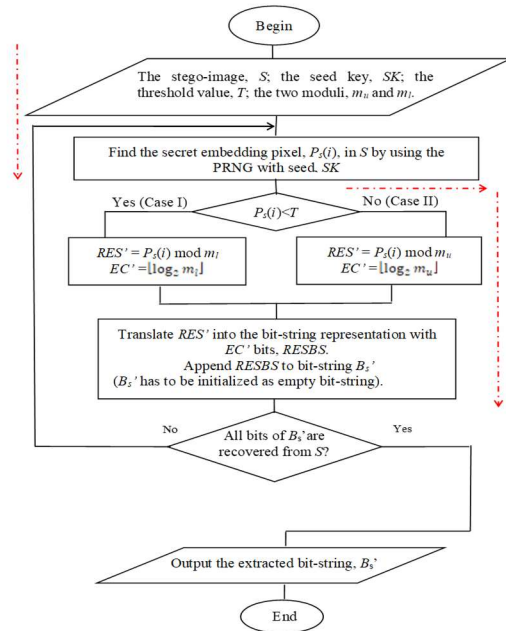 Begin
The stego-image, S; the seed key, SK; the
threshold value, T; the two moduli, mᵤ and mₗ.
Find the secret embedding pixel, Pₛ(i), in S by using the
PRNG with seed, SK
Yes (Case I)
No (Case II)
Pₛ(i)<T
RES' = Pₛ(i) mod mₗ
EC' =⌊log₂ mₗ⌋
RES' = Pₛ(i) mod mᵤ
EC' =⌊log₂ mᵤ⌋
Translate RES' into the bit-string representation with
EC' bits, RESBS.
Append RESBS to bit-string Bₛ'
(Bₛ' has to be initialized as empty bit-string).
No
Yes
All bits of Bₛ' are
recovered from S?
Output the extracted bit-string, Bₛ'
End